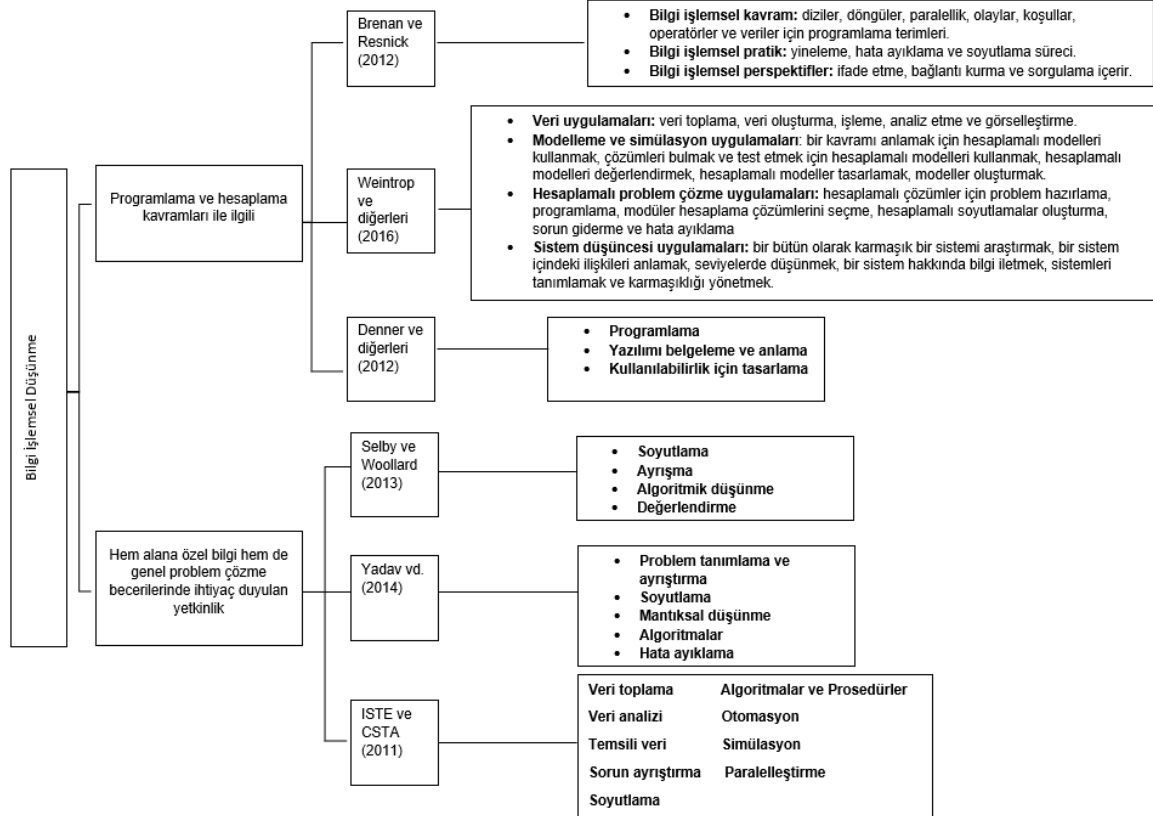 Bilgi İşlemsel Düşünme
Programlama ve hesaplama
kavramları ile ilgili
Brenan ve
Resnick
(2012)
• Bilgi işlemsel kavram: diziler, döngüler, paralellik, olaylar, koşullar,
operatörler ve veriler için programlama terimleri.
• Bilgi işlemsel pratik: yineleme, hata ayıklama ve soyutlama süreci.
• Bilgi işlemsel perspektifler: ifade etme, bağlantı kurma ve sorgulama içerir.
Weintrop
ve
diğerleri
(2016)
• Veri uygulamaları: veri toplama, veri oluşturma, işleme, analiz etme ve görselleştirme.
• Modelleme ve simülasyon uygulamaları: bir kavramı anlamak için hesaplamalı modelleri
kullanmak, çözümleri bulmak ve test etmek için hesaplamalı modelleri kullanmak, hesaplamalı
modelleri değerlendirmek, hesaplamalı modeller tasarlamak, modeller oluşturmak.
• Hesaplamalı problem çözme uygulamaları: hesaplamalı çözümler için problem hazırlama,
programlama, modüler hesaplama çözümlerini seçme, hesaplamalı soyutlamalar oluşturma,
sorun giderme ve hata ayıklama
• Sistem düşüncesi uygulamaları: bir bütün olarak karmaşık bir sistemi araştırmak, bir sistem
içindeki ilişkileri anlamak, seviyelerde düşünmek, bir sistem hakkında bilgi iletmek, sistemleri
tanımlamak ve karmaşıklığı yönetmek.
Denner ve
diğerleri
(2012)
• Programlama
• Yazılımı belgeleme ve anlama
• Kullanılabilirlik için tasarlama
Hem alana özel bilgi hem de
genel problem çözme
becerilerinde ihtiyaç duyulan
yetkinlik
Selby ve
Woollard
(2013)
• Soyutlama
• Ayrışma
• Algoritmik düşünme
• Değerlendirme
Yadav vd.
(2014)
• Problem tanımlama ve
ayrıştırma
• Soyutlama
• Mantıksal düşünme
• Algoritmalar
• Hata ayıklama
ISTE ve
CSTA
(2011)
Veri toplama Algoritmalar ve Prosedürler
Veri analizi Otomasyon
Temsili veri Simülasyon
Sorun ayrıştırma Paralelleştirme
Soyutlama